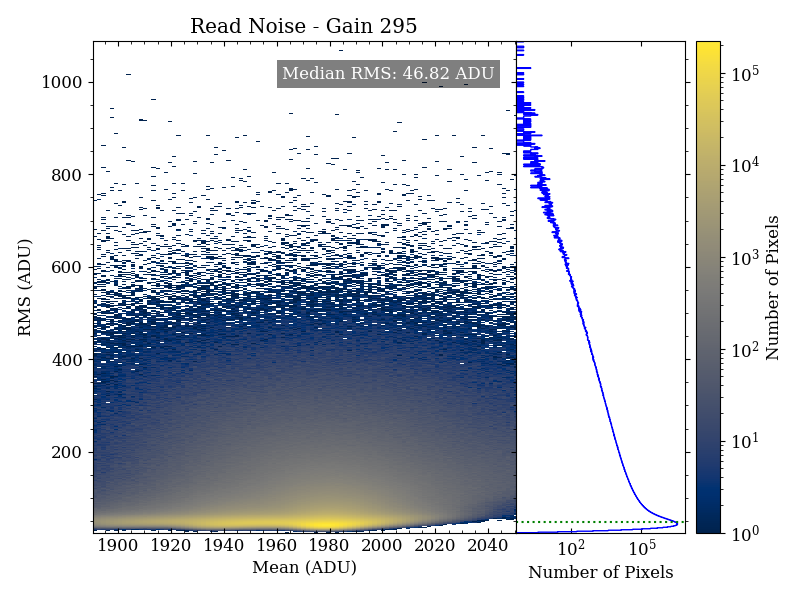 Read Noise - Gain 295
Median RMS: 46.82 ADU
RMS (ADU)
1000
800
600
400
200
1900 1920 1940 1960 1980 2000 2020 2040
Mean (ADU)
10² 10⁵
Number of Pixels
10⁵
10⁴
10³
10²
10¹
10⁰
Number of Pixels